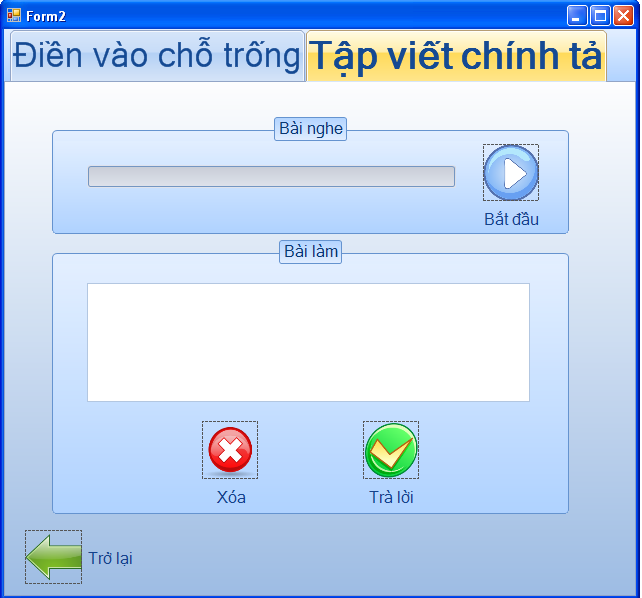 Form2
Điền vào chỗ trống
Tập viết chính tả
Bài nghe
Bắt đầu
Bài làm
Xóa
Trà lời
Trở lại